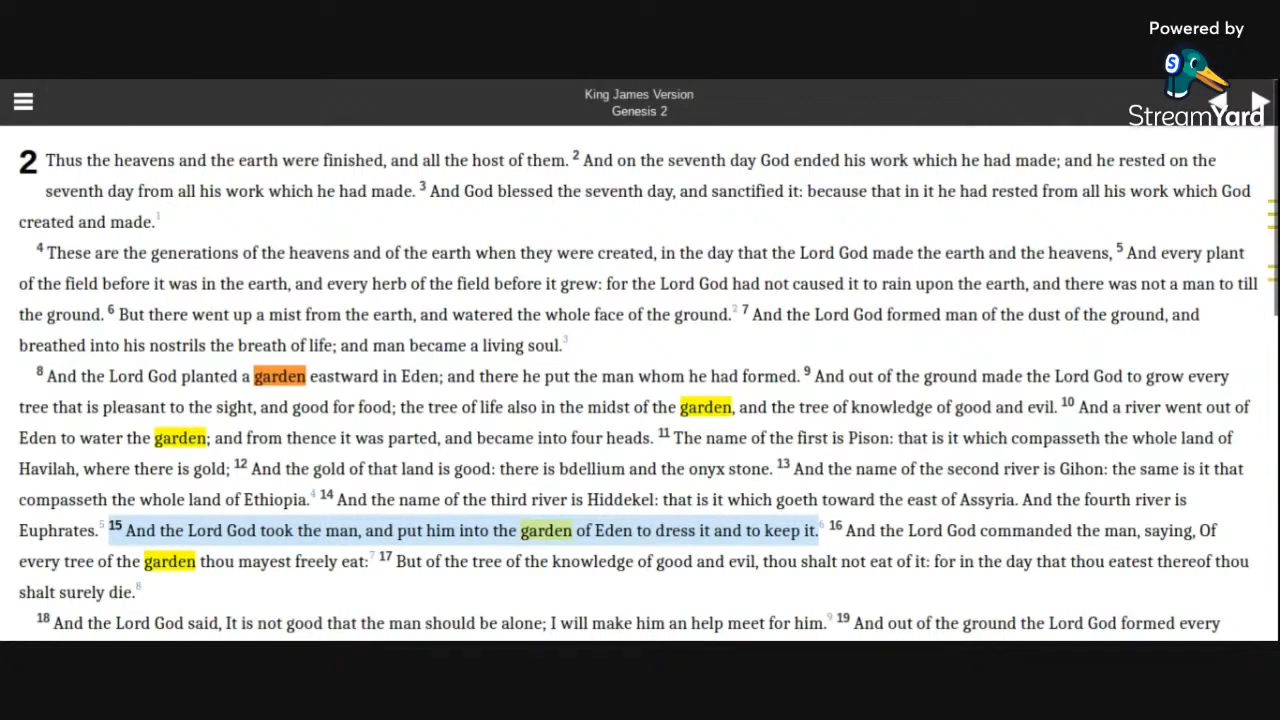 Powered by
StreamYard
King James Version
Genesis 2
2 Thus the heavens and the earth were finished, and all the host of them. 2 And on the seventh day God ended his work which he had made; and he rested on the
seventh day from all his work which he had made. 3 And God blessed the seventh day, and sanctified it: because that in it he had rested from all his work which God
created and made.1
4 These are the generations of the heavens and of the earth when they were created, in the day that the Lord God made the earth and the heavens, 5 And every plant
of the field before it was in the earth, and every herb of the field before it grew: for the Lord God had not caused it to rain upon the earth, and there was not a man to till
the ground. 6 But there went up a mist from the earth, and watered the whole face of the ground.2 7 And the Lord God formed man of the dust of the ground, and
breathed into his nostrils the breath of life; and man became a living soul.3
8 And the Lord God planted a garden eastward in Eden; and there he put the man whom he had formed. 9 And out of the ground made the Lord God to grow every
tree that is pleasant to the sight, and good for food; the tree of life also in the midst of the garden, and the tree of knowledge of good and evil. 10 And a river went out of
Eden to water the garden; and from thence it was parted, and became into four heads. 11 The name of the first is Pison: that is it which compasseth the whole land of
Havilah, where there is gold; 12 And the gold of that land is good: there is bdellium and the onyx stone. 13 And the name of the second river is Gihon: the same is it that
compasseth the whole land of Ethiopia.4 14 And the name of the third river is Hiddekel: that is it which goeth toward the east of Assyria. And the fourth river is
Euphrates.5 15 And the Lord God took the man, and put him into the garden of Eden to dress it and to keep it.6 16 And the Lord God commanded the man, saying, Of
every tree of the garden thou mayest freely eat:7 17 But of the tree of the knowledge of good and evil, thou shalt not eat of it: for in the day that thou eatest thereof thou
shalt surely die.8
18 And the Lord God said, It is not good that the man should be alone; I will make him an help meet for him.9 19 And out of the ground the Lord God formed every